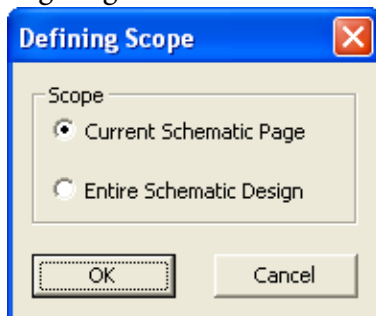 Defining Scope
Scope
Current Schematic Page
Entire Schematic Design
OK
Cancel